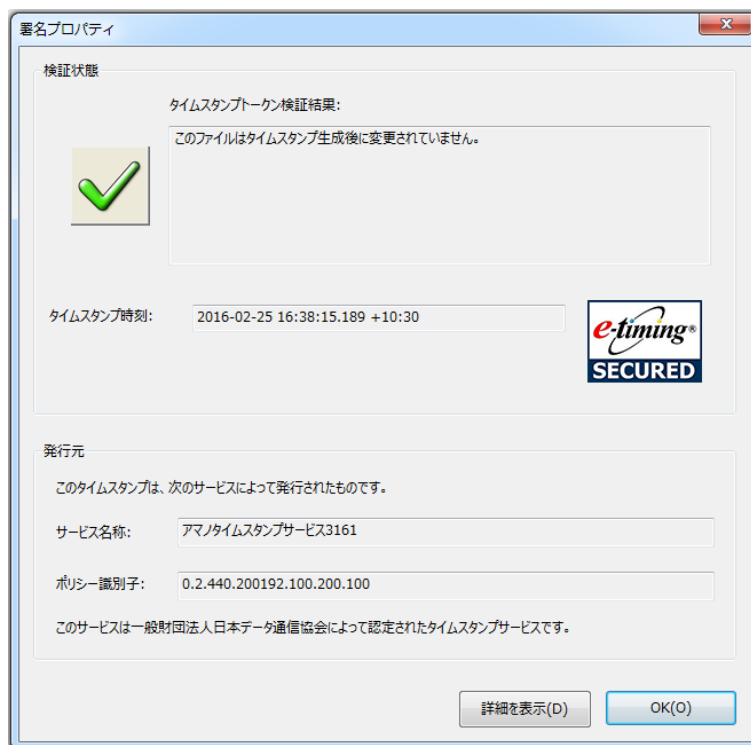 署名プロパティ
検証状態
タイムスタンプトークン検証結果:
このファイルはタイムスタンプ生成後に変更されていません。
タイムスタンプ時刻:
2016-02-25 16:38:15.189 +10:30
e-timing®
SECURED
発行元
このタイムスタンプは、次のサービスによって発行されたものです。
サービス名称:
アマノタイムスタンプサービス3161
ポリシー識別子:
0.2.440.200192.100.200.100
このサービスは一般財団法人日本データ通信協会によって認定されたタイムスタンプサービスです。
詳細を表示(D)
OK(O)